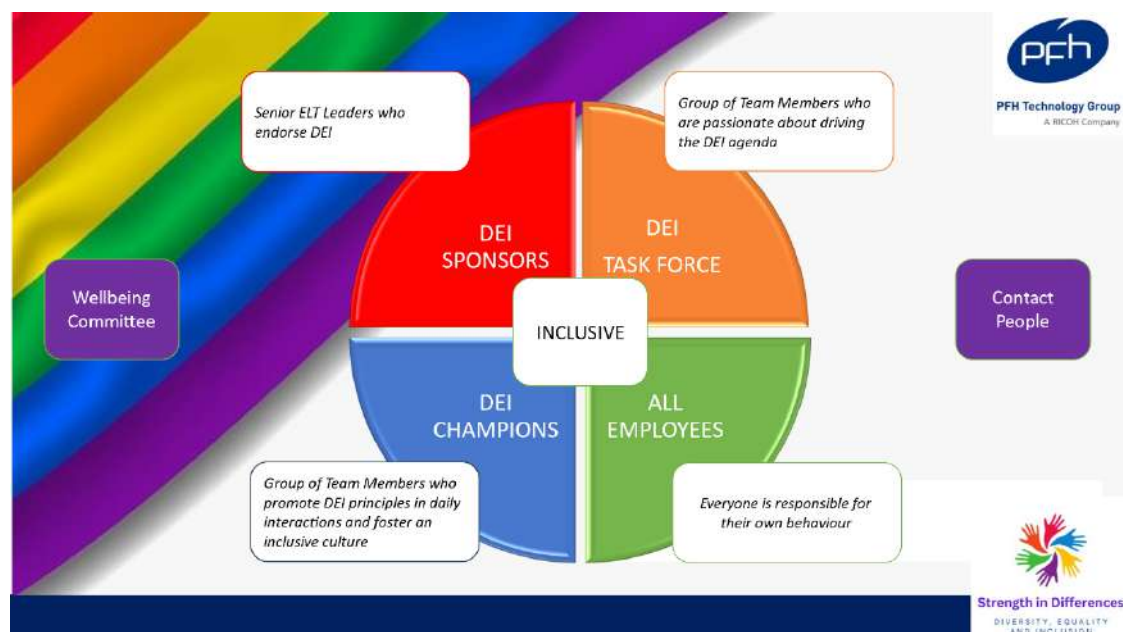 pfh
PFH Technology Group
A RICOH Company
Senior ELT Leaders who
endorse DEI
Group of Team Members who
are passionate about driving
the DEI agenda
DEI
SPONSORS
DEI
TASK FORCE
Wellbeing
Committee
INCLUSIVE
Contact
People
DEI
CHAMPIONS
ALL
EMPLOYEES
Group of Team Members who
promote DEI principles in daily
interactions and foster an
inclusive culture
Everyone is responsible for
their own behaviour
Strength in Differences
DIVERSITY, EQUALITY
AND INCLUSION